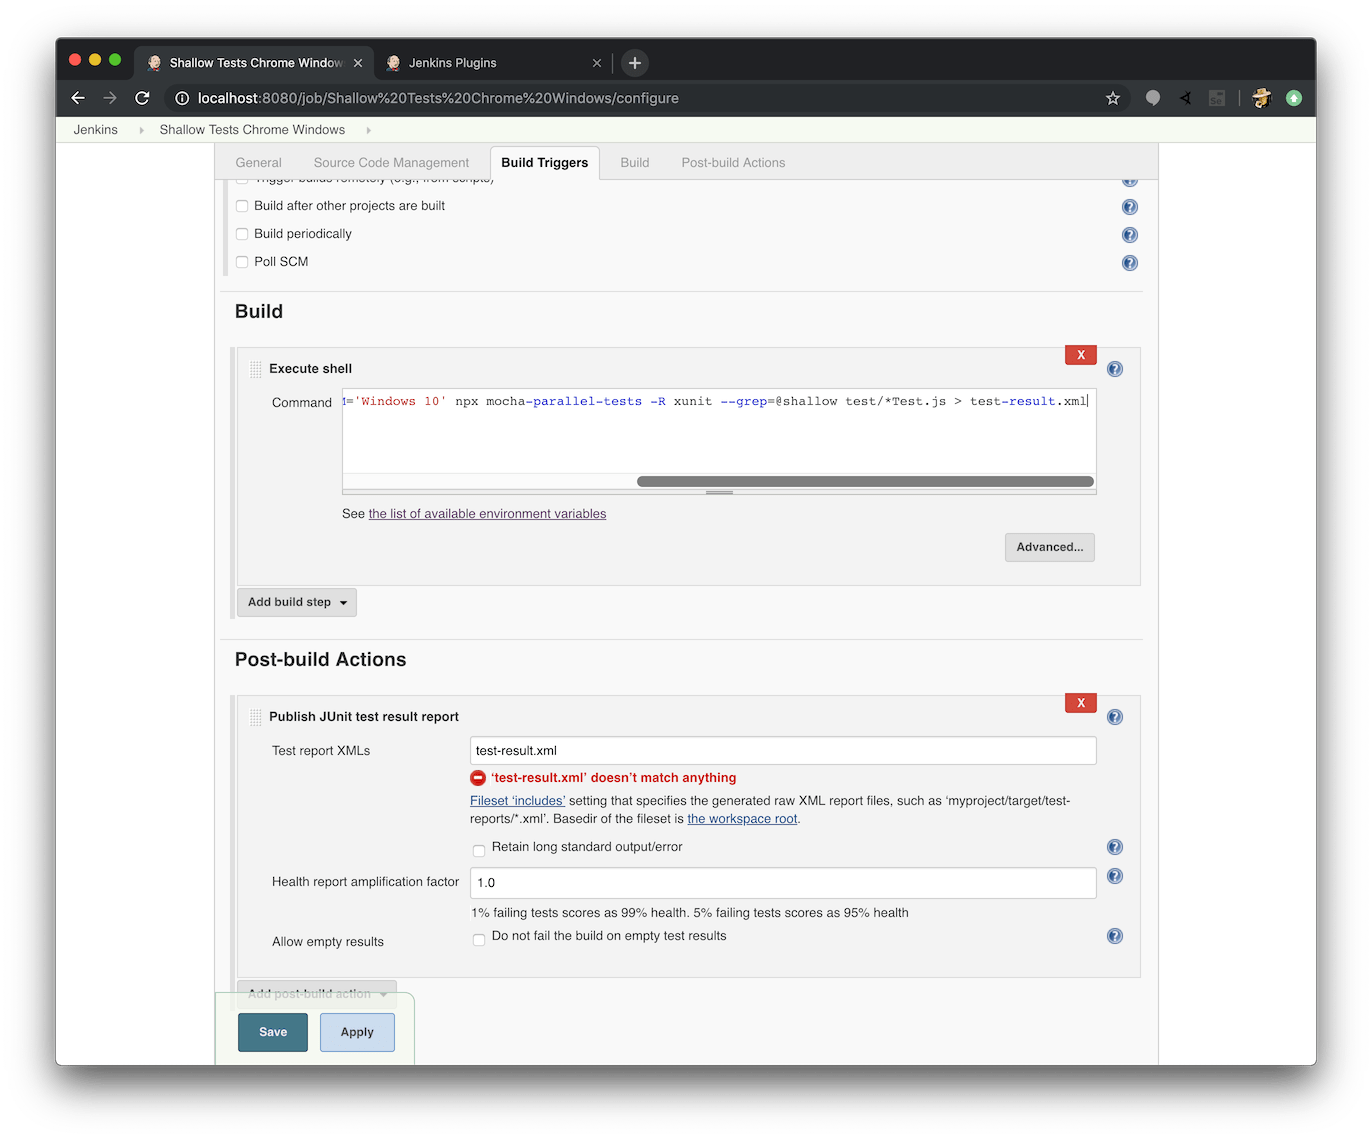 Shallow Tests Chrome Window
Jenkins Plugins
localhost:8080/job/Shallow%20Tests%20Chrome%20Windows/configure
Jenkins
Shallow Tests Chrome Windows
General
Source Code Management
Build Triggers
Build
Post-build Actions
Trigger builds remotely (e.g., from scripts)
Build after other projects are built
Build periodically
Poll SCM
Build
Execute shell
X
Command
='Windows 10' npx mocha-parallel-tests -R xunit --grep=@shallow test/*Test.js > test-result.xml
See the list of available environment variables
Advanced...
Add build step
Post-build Actions
Publish JUnit test result report
X
Test report XMLs
test-result.xml
‘test-result.xml’ doesn’t match anything
Fileset ‘includes’ setting that specifies the generated raw XML report files, such as ‘myproject/target/test-
reports/*.xml’. Basedir of the fileset is the workspace root.
Retain long standard output/error
Health report amplification factor
1.0
1% failing tests scores as 99% health. 5% failing tests scores as 95% health
Allow empty results
Do not fail the build on empty test results
Add post-build action
Save
Apply